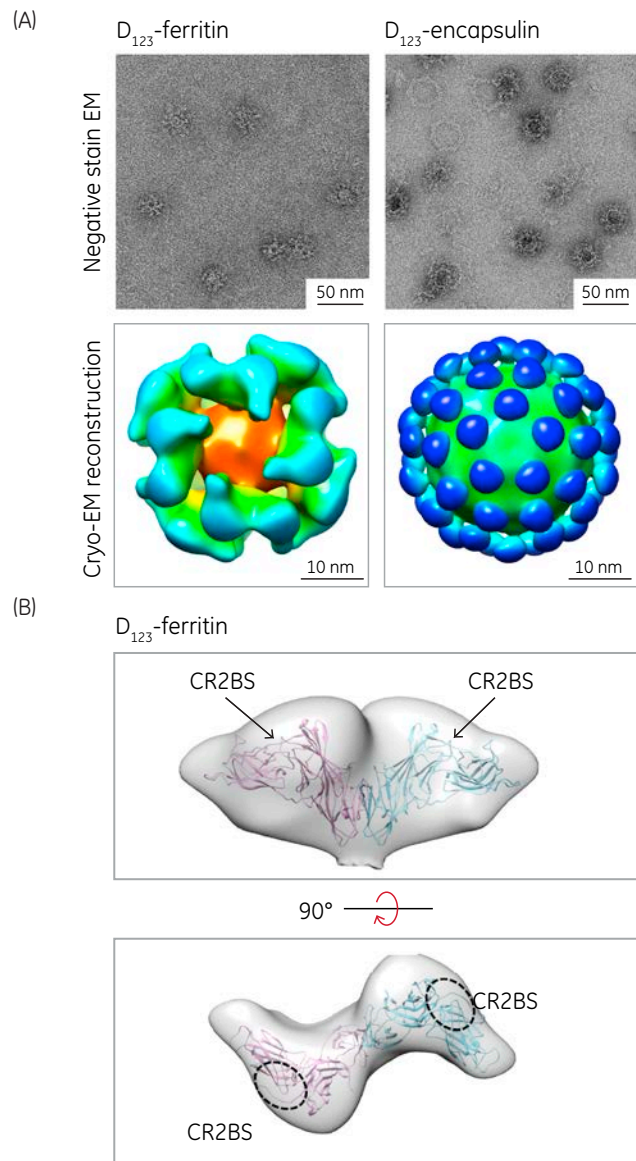 (A)
D₁₂₃-ferritin
D₁₂₃-encapsulin
Negative stain EM
50 nm
50 nm
Cryo-EM reconstruction
10 nm
10 nm
(B)
D₁₂₃-ferritin
CR2BS
CR2BS
90°
CR2BS
CR2BS